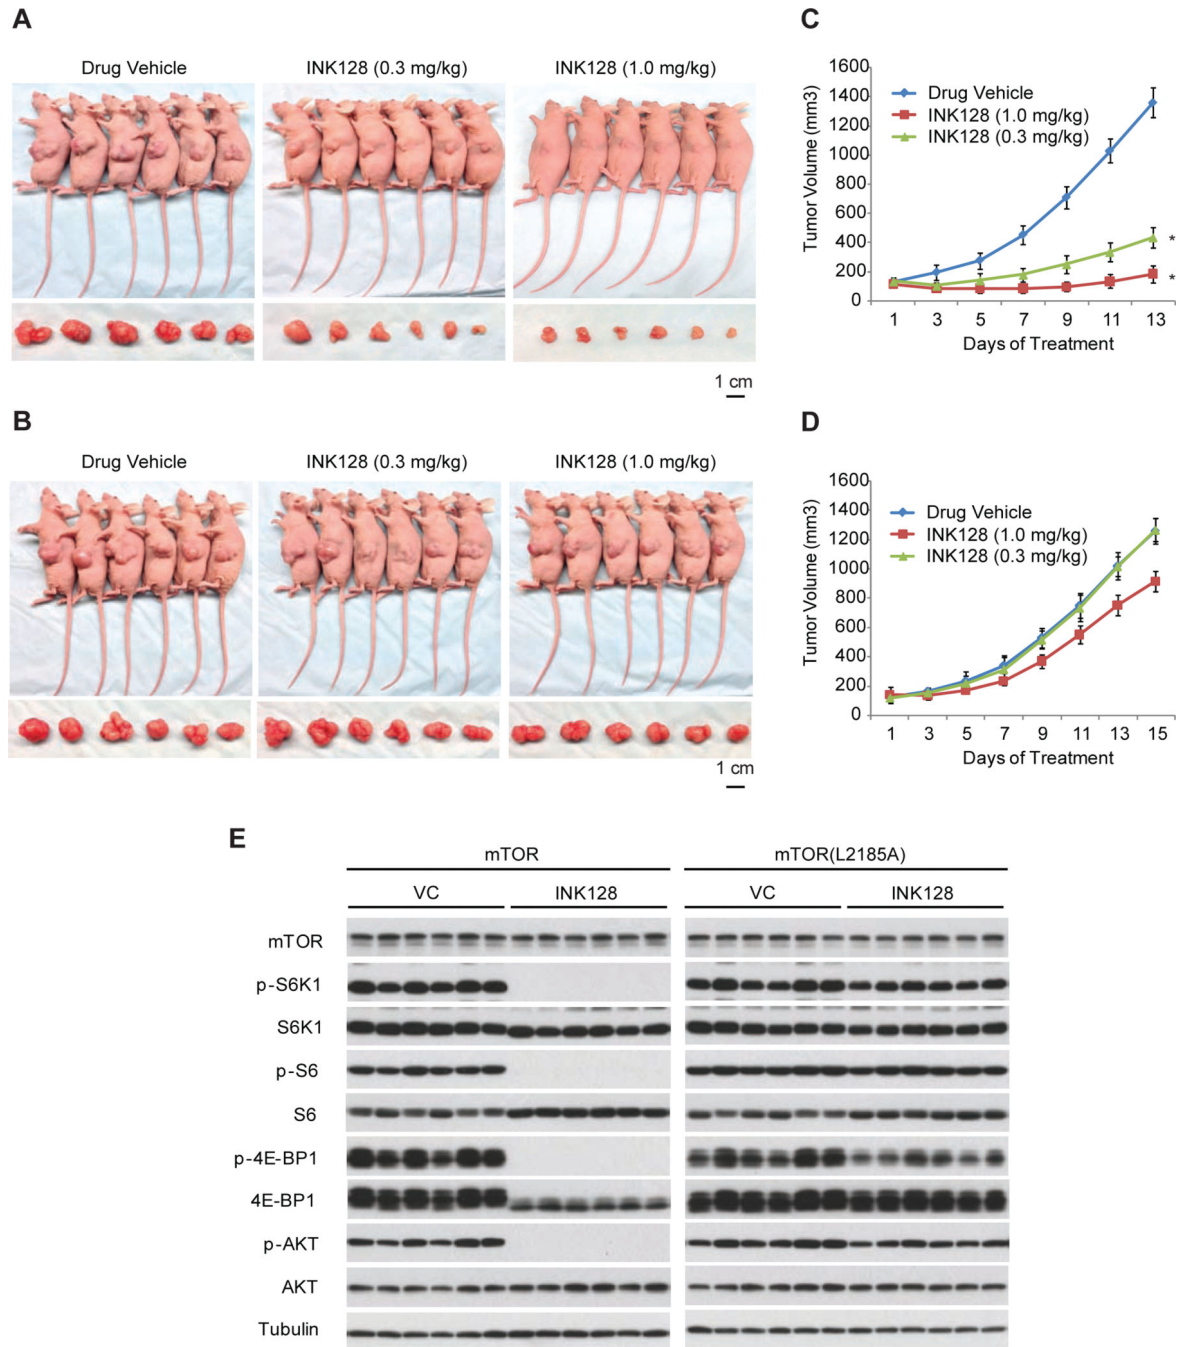 A
Drug Vehicle
INK128 (0.3 mg/kg)
INK128 (1.0 mg/kg)
1 cm
C
1600
1400
1200
1000
800
600
400
200
0
Tumor Volume (mm3)
Drug Vehicle
INK128 (1.0 mg/kg)
INK128 (0.3 mg/kg)
*
*
1 3 5 7 9 11 13
Days of Treatment
B
Drug Vehicle
INK128 (0.3 mg/kg)
INK128 (1.0 mg/kg)
1 cm
D
1600
1400
1200
1000
800
600
400
200
0
Tumor Volume (mm3)
Drug Vehicle
INK128 (1.0 mg/kg)
INK128 (0.3 mg/kg)
1 3 5 7 9 11 13 15
Days of Treatment
E
mTOR mTOR(L2185A)
VC INK128 VC INK128
mTOR
p-S6K1
S6K1
p-S6
S6
p-4E-BP1
4E-BP1
p-AKT
AKT
Tubulin